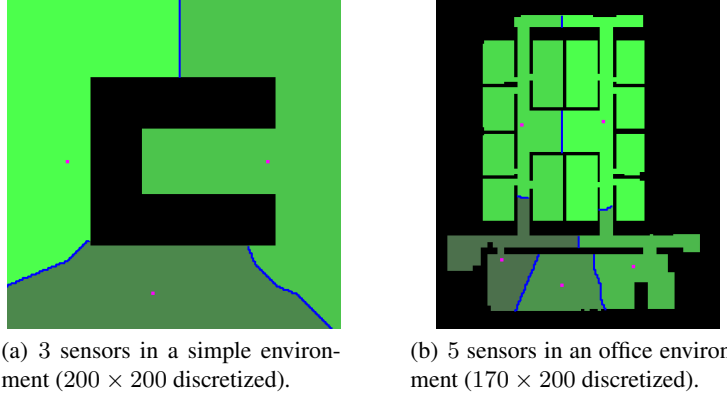 (a) 3 sensors in a simple environ-
ment (200 × 200 discretized).
(b) 5 sensors in an office environ
ment (170 × 200 discretized).